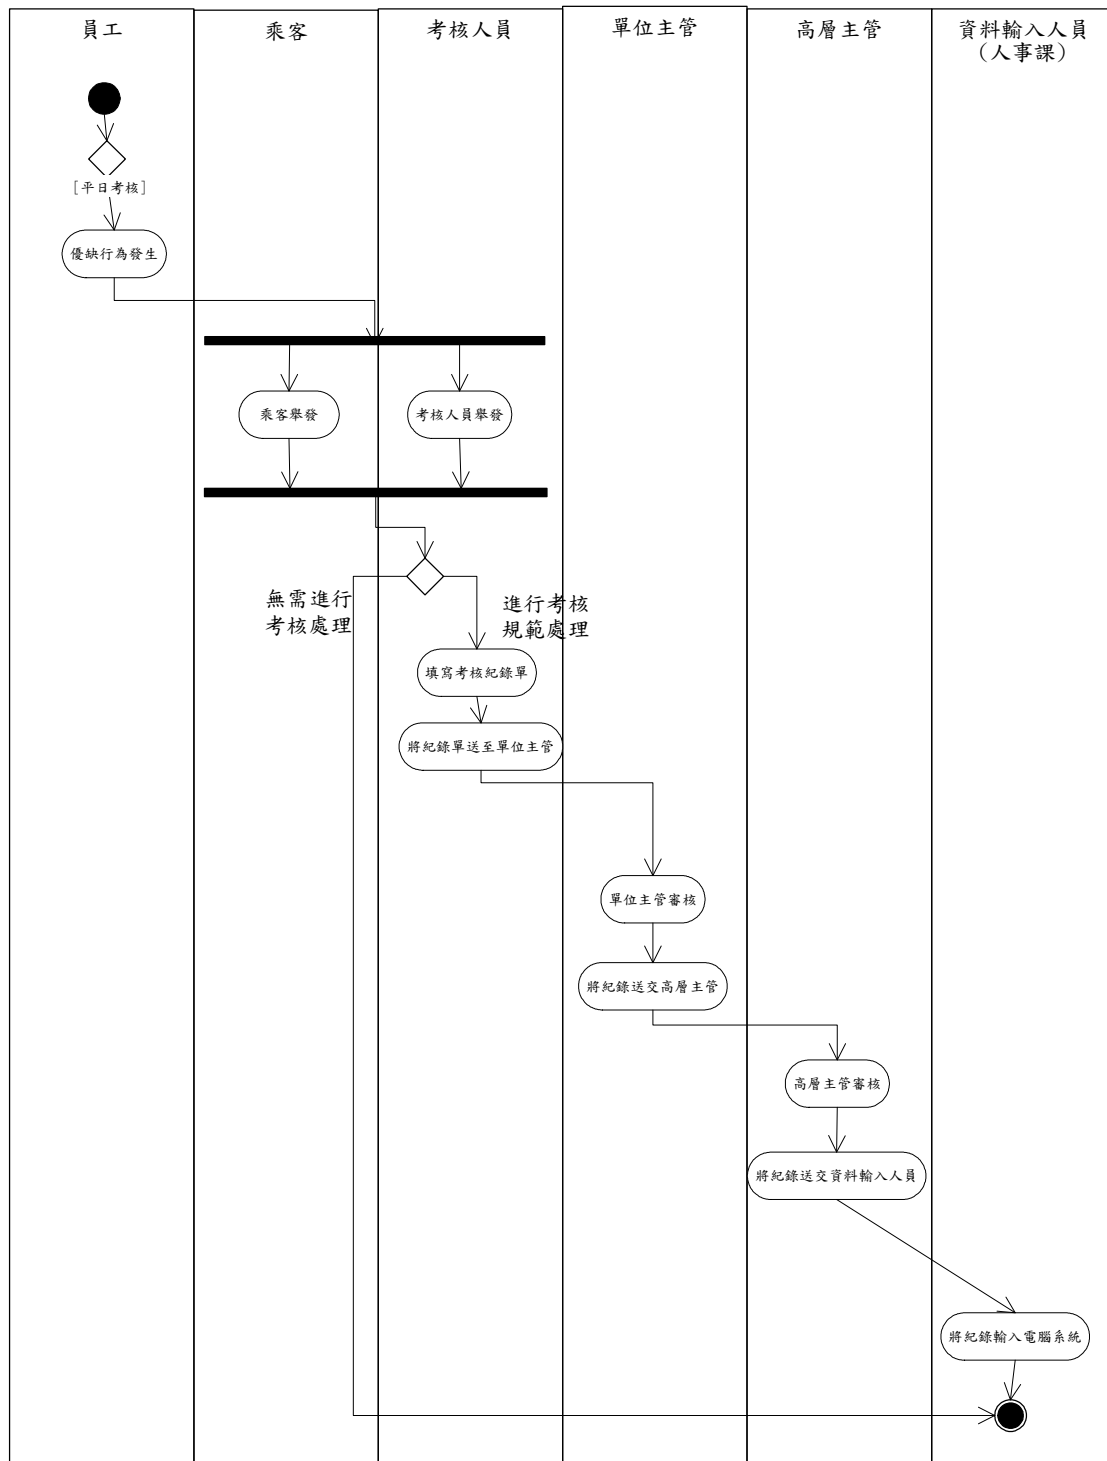 員工
乘客
考核人員
單位主管
高層主管
資料輸入人員
（人事課）
[平日考核]
優缺行為發生
乘客舉發
考核人員舉發
無需進行
考核處理
進行考核
規範處理
填寫考核紀錄單
將紀錄單送至單位主管
單位主管審核
將紀錄送交高層主管
高層主管審核
將紀錄送交資料輸入人員
將紀錄輸入電腦系統